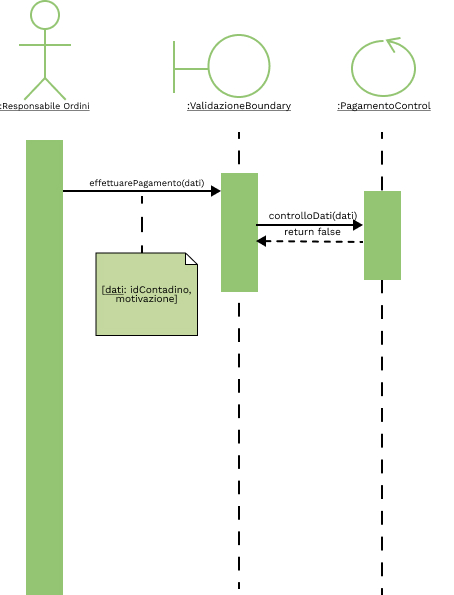 :Responsabile Ordini
:ValidazioneBoundary
:PagamentoControl
effettuarePagamento(dati)
controlloDati(dati)
return false
[dati: idContadino,
motivazione]